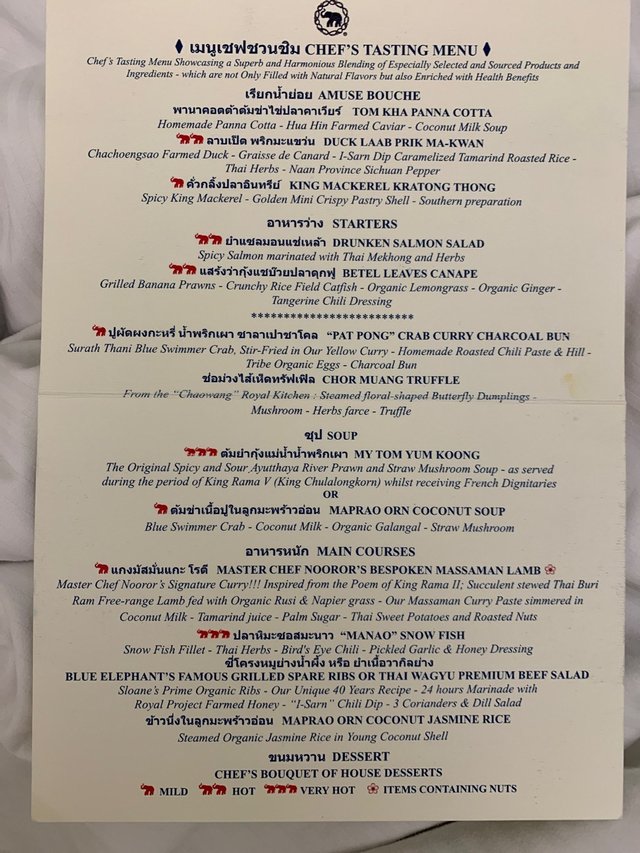 เมนูเชฟชวนชิม CHEF'S TASTING MENU
Chef's Tasting Menu Showcasing a Superb and Harmonious Blending of Especially Selected and Sourced Products and
Ingredients - which are not Only Filled with Natural Flavors but also Enriched with Health Benefits
เรียกน้ำย่อย AMUSE BOUCHE
พานาคอตต้าต้มข่าไข่ปลาคาเวียร์ TOM KHA PANNA COTTA
Homemade Panna Cotta - Hua Hin Farmed Caviar - Coconut Milk Soup
ลาบเป็ด พริกมะแขว่น DUCK LAAB PRIK MA-KWAN
Chachoengsao Farmed Duck - Graisse de Canard - I-Sarn Dip Caramelized Tamarind Roasted Rice -
Thai Herbs - Naan Province Sichuan Pepper
คั่วกลิ้งปลาอินทรีย์ KING MACKEREL KRATONG THONG
Spicy King Mackerel - Golden Mini Crispy Pastry Shell - Southern preparation
อาหารว่าง STARTERS
ยำแซลมอนแช่เหล้า DRUNKEN SALMON SALAD
Spicy Salmon marinated with Thai Mekhong and Herbs
แสร้งว่ากุ้งแชบ๊วยปลาดุกฟู BETEL LEAVES CANAPE
Grilled Banana Prawns - Crunchy Rice Field Catfish - Organic Lemongrass - Organic Ginger -
Tangerine Chili Dressing
*************************
ปูผัดผงกะหรี่ น้ำพริกเผา ซาลาเปาชาโคล "PAT PONG" CRAB CURRY CHARCOAL BUN
Surath Thani Blue Swimmer Crab, Stir-Fried in Our Yellow Curry - Homemade Roasted Chili Paste & Hill -
Tribe Organic Eggs - Charcoal Bun
ช่อม่วงไส้เห็ดทรัฟเฟิล CHOR MUANG TRUFFLE
From the "Chaowang" Royal Kitchen : Steamed floral-shaped Butterfly Dumplings -
Mushroom - Herbs farce - Truffle
ซุป SOUP
ต้มยำกุ้งแม่น้ำน้ำพริกเผา MY TOM YUM KOONG
The Original Spicy and Sour Ayutthaya River Prawn and Straw Mushroom Soup - as served
during the period of King Rama V (King Chulalongkorn) whilst receiving French Dignitaries
OR
ต้มข่าเนื้อปูในลูกมะพร้าวอ่อน MAPRAO ORN COCONUT SOUP
Blue Swimmer Crab - Coconut Milk - Organic Galangal - Straw Mushroom
อาหารหนัก MAIN COURSES
แกงมัสมั่นแกะ โรตี MASTER CHEF NOOROR'S BESPOKEN MASSAMAN LAMB
Master Chef Nooror's Signature Curry!!! Inspired from the Poem of King Rama II; Succulent stewed Thai Buri
Ram Free-range Lamb fed with Organic Rusi & Napier grass - Our Massaman Curry Paste simmered in
Coconut Milk - Tamarind juice - Palm Sugar - Thai Sweet Potatoes and Roasted Nuts
ปลาหิมะซอสมะนาว "MANAO" SNOW FISH
Snow Fish Fillet - Thai Herbs - Bird's Eye Chili - Pickled Garlic & Honey Dressing
ซี่โครงหมูย่างน้ำผึ้ง หรือ ยำเนื้อวากิวย่าง
BLUE ELEPHANT'S FAMOUS GRILLED SPARE RIBS OR THAI WAGYU PREMIUM BEEF SALAD
Sloane's Prime Organic Ribs - Our Unique 40 Years Recipe - 24 hours Marinade with
Royal Project Farmed Honey - "I-Sarn" Chili Dip - 3 Corianders & Dill Salad
ข้าวนึ่งในลูกมะพร้าวอ่อน MAPRAO ORN COCONUT JASMINE RICE
Steamed Organic Jasmine Rice in Young Coconut Shell
ขนมหวาน DESSERT
CHEF'S BOUQUET OF HOUSE DESSERTS
MILD HOT VERY HOT ITEMS CONTAINING NUTS